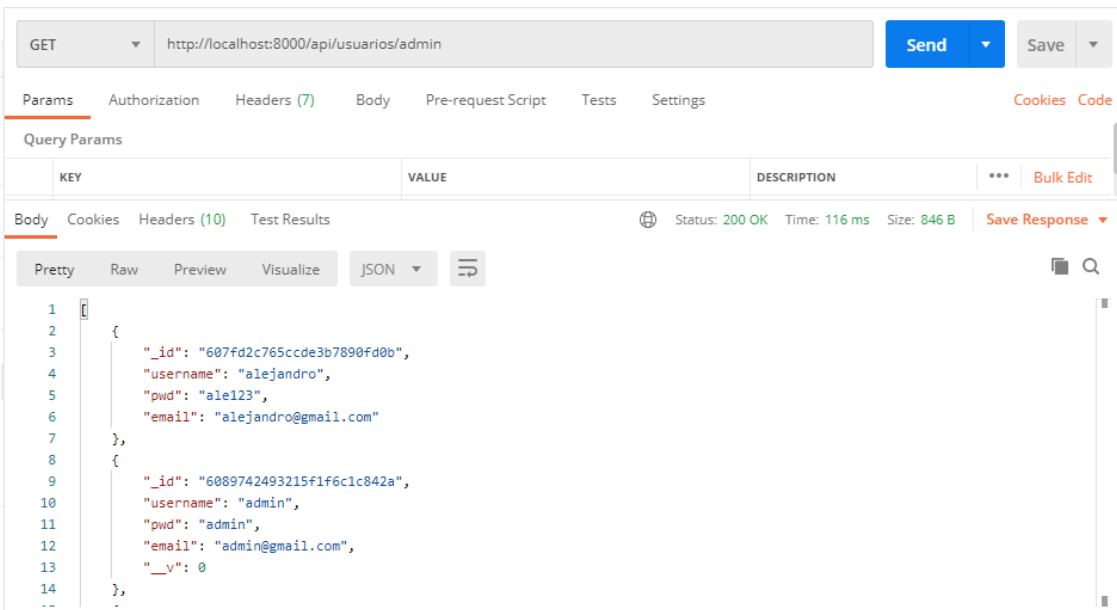 GET http://localhost:8000/api/usuarios/admin Send Save
Params Authorization Headers (7) Body Pre-request Script Tests Settings Cookies Code
Query Params
KEY VALUE DESCRIPTION ••• Bulk Edit
Body Cookies Headers (10) Test Results Status: 200 OK Time: 116 ms Size: 846 B Save Response
Pretty Raw Preview Visualize JSON
1 [
2 {
3 "_id": "607fd2c765ccde3b7890fd0b",
4 "username": "alejandro",
5 "pwd": "ale123",
6 "email": "alejandro@gmail.com"
7 },
8 {
9 "_id": "6089742493215f1f6c1c842a",
10 "username": "admin",
11 "pwd": "admin",
12 "email": "admin@gmail.com",
13 "__v": 0
14 },